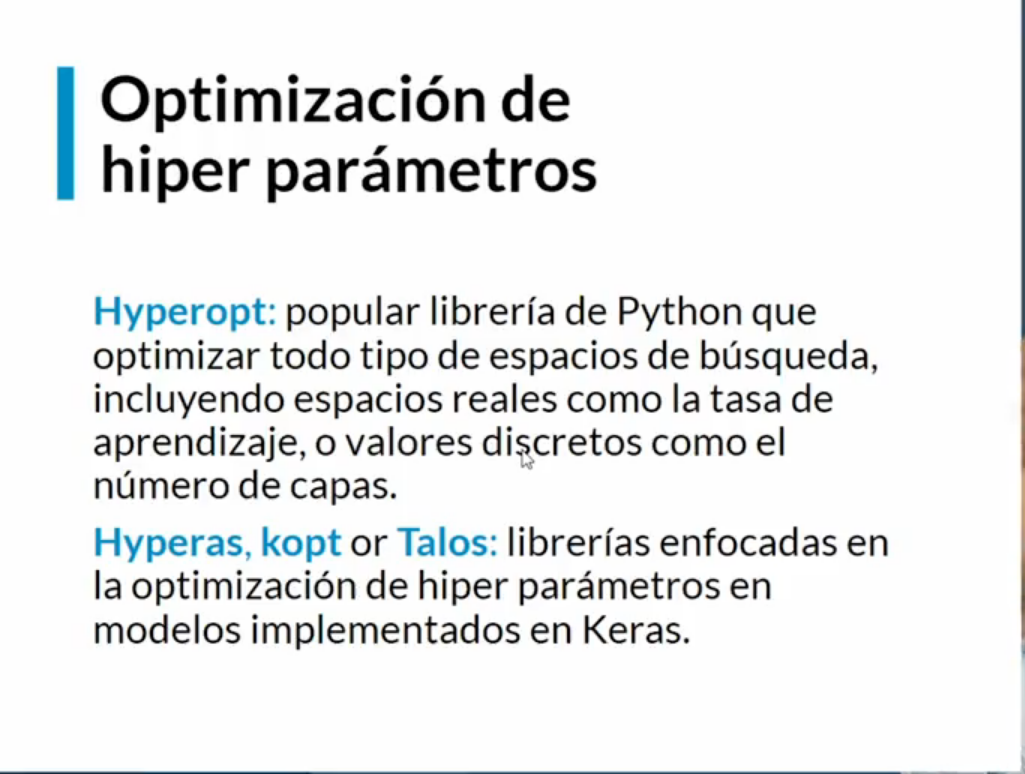 Optimización de
hiper parámetros
Hyperopt: popular librería de Python que
optimizar todo tipo de espacios de búsqueda,
incluyendo espacios reales como la tasa de
aprendizaje, o valores discretos como el
número de capas.
Hyperas, kopt or Talos: librerías enfocadas en
la optimización de hiper parámetros en
modelos implementados en Keras.